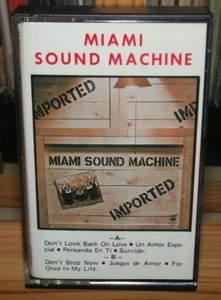 MIAMI
SOUND MACHINE
IMPORTED
IMPORTED
MIAMI SOUND MACHINE
IMPORTED
—A—
Don't Look Back On Love • Un Amor Espe-
cial • Pensando En Ti • Sunride.
—B—
Don't Stop Now • Juegos de Amor • For
Once In My Life.